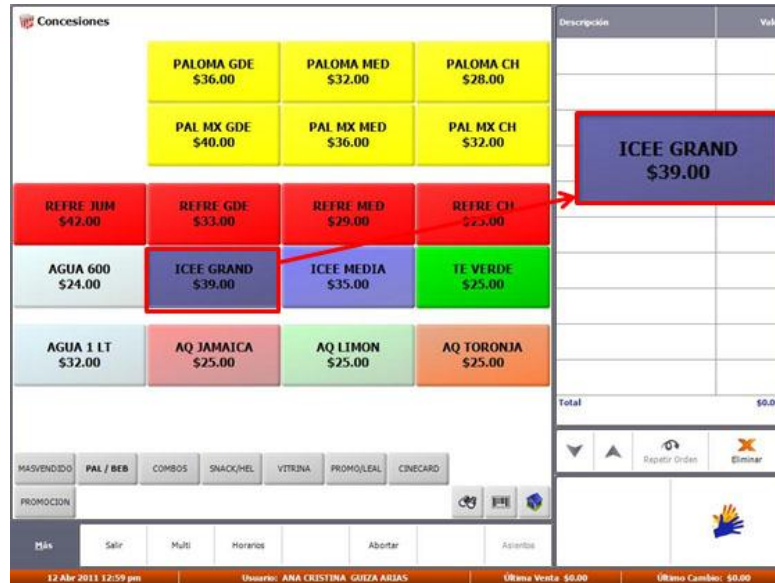 Concesiones
Descripción
Val
PALOMA GDE
$36.00
PALOMA MED
$32.00
PALOMA CH
$28.00
PAL MX GDE
$40.00
PAL MX MED
$36.00
PAL MX CH
$32.00
ICEE GRAND
$39.00
REFRE JUM
$42.00
REFRE GDE
$33.00
REFRE MED
$29.00
REFRE CH
$25.00
AGUA 600
$24.00
ICEE GRAND
$39.00
ICEE MEDIA
$35.00
TE VERDE
$25.00
AGUA 1 LT
$32.00
AQ JAMAICA
$25.00
AQ LIMON
$25.00
AQ TORONJA
$25.00
Total
$0.0
MASVENDIDO
PAL / BEB
COMBOS
SNACK/HEL
VITRINA
PROMO/LEAL
CINECARD
Repetir Orden
Eliminar
PROMOCION
Más
Salir
Multi
Horarios
Abortar
Asientos
12 Abr 2011 12:59 pm
Usuario: ANA CRISTINA GUIZA ARIAS
Última Venta $0.00
Último Cambio: $0.00